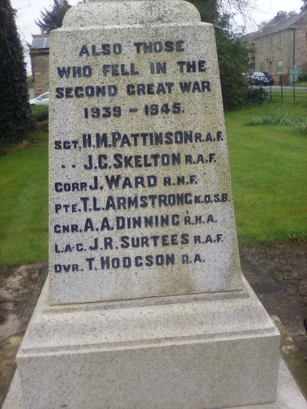 ALSO THOSE
WHO FELL IN THE
SECOND GREAT WAR
1939 - 1945.
SGT. H.M. PATTINSON R.A.F.
.. J.G. SKELTON R.A.F.
CORP. J. WARD R.N.F.
PTE. T.L. ARMSTRONG K.O.S.B.
GNR. A.A. DINNING R.H.A.
L.A.C. J.R. SURTEES R.A.F.
DVR. T. HODGSON R.A.